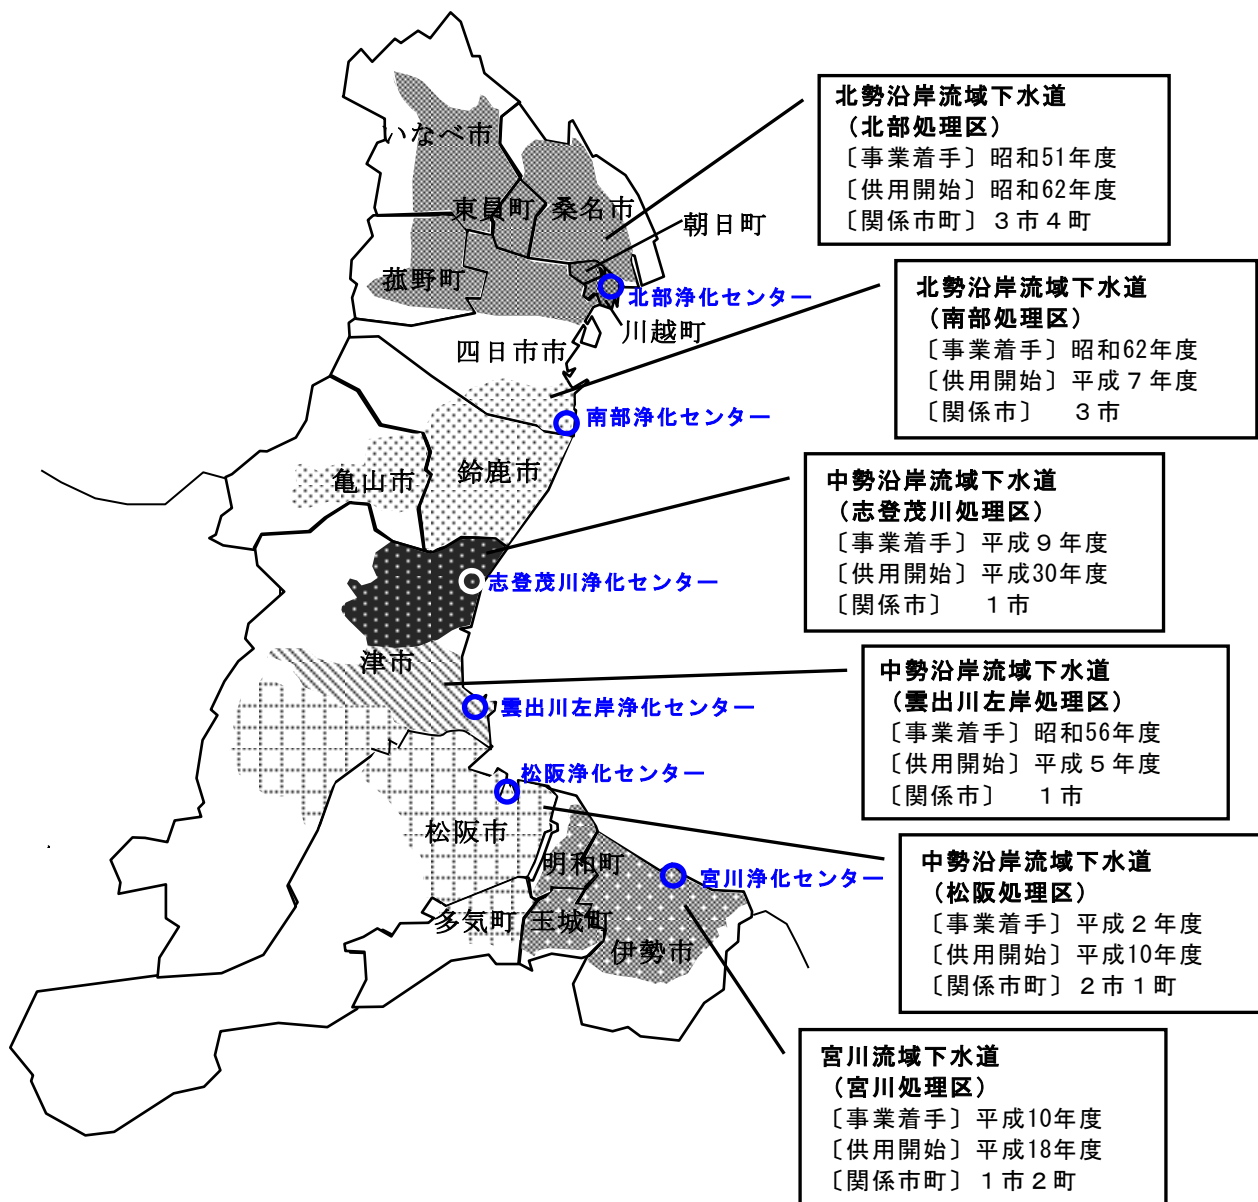 北勢沿岸流域下水道
（北部処理区）
〔事業着手〕昭和51年度
〔供用開始〕昭和62年度
〔関係市町〕３市４町
いなべ市
東員町
桑名市
朝日町
菰野町
北部浄化センター
川越町
四日市市
北勢沿岸流域下水道
（南部処理区）
〔事業着手〕昭和62年度
〔供用開始〕平成７年度
〔関係市〕　３市
南部浄化センター
亀山市
鈴鹿市
中勢沿岸流域下水道
（志登茂川処理区）
〔事業着手〕平成９年度
〔供用開始〕平成30年度
〔関係市〕　１市
志登茂川浄化センター
津市
中勢沿岸流域下水道
（雲出川左岸処理区）
〔事業着手〕昭和56年度
〔供用開始〕平成５年度
〔関係市〕　１市
雲出川左岸浄化センター
松阪浄化センター
松阪市
明和町
宮川浄化センター
多気町
玉城町
伊勢市
中勢沿岸流域下水道
（松阪処理区）
〔事業着手〕平成２年度
〔供用開始〕平成10年度
〔関係市町〕２市１町
宮川流域下水道
（宮川処理区）
〔事業着手〕平成10年度
〔供用開始〕平成18年度
〔関係市町〕１市２町